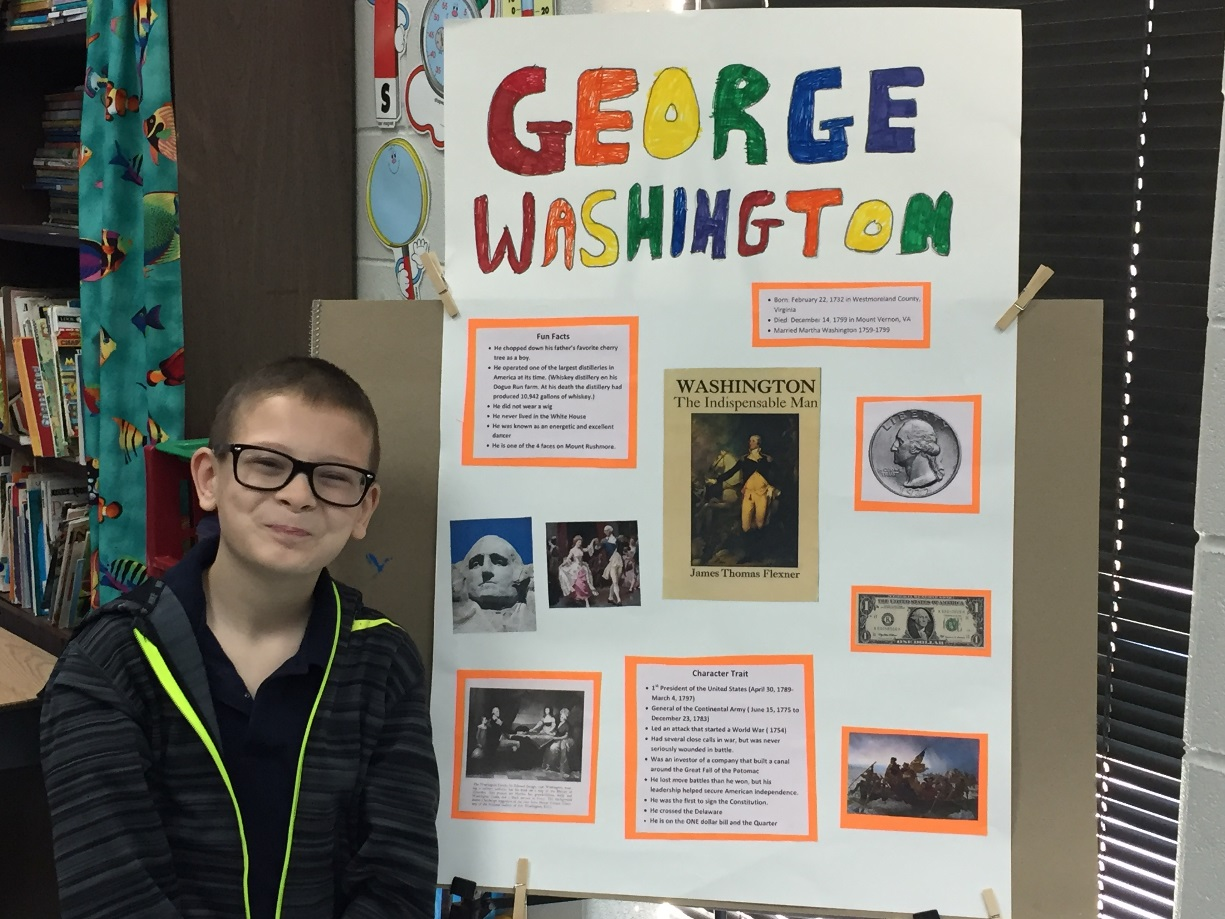 S
GEORGE
WASHINGTON
• Born: February 22, 1732 in Westmoreland County,
Virginia
• Died: December 14, 1799 in Mount Vernon, VA
• Married Martha Washington 1759-1799
Fun Facts
• He chopped down his father's favorite cherry
tree as a boy.
• He operated one of the largest distilleries in
America at its time. (Whiskey distillery on his
Dogue Run farm. At his death the distillery had
produced 10,942 gallons of whiskey.)
• He did not wear a wig
• He never lived in the White House
• He was known as an energetic and excellent
dancer
• He is one of the 4 faces on Mount Rushmore.
WASHINGTON
The Indispensable Man
James Thomas Flexner
LIBERTY
THE UNITED STATES OF AMERICA
ONE DOLLAR
Character Trait
• 1st President of the United States (April 30, 1789-
March 4, 1797)
• General of the Continental Army ( June 15, 1775 to
December 23, 1783)
• Led an attack that started a World War ( 1754)
• Had several close calls in war, but was never
seriously wounded in battle.
• Was an investor of a company that built a canal
around the Great Fall of the Potomac
• He lost more battles than he won, but his
leadership helped secure American Independence.
• He was the first to sign the Constitution.
• He crossed the Delaware
• He is on the ONE dollar bill and the Quarter